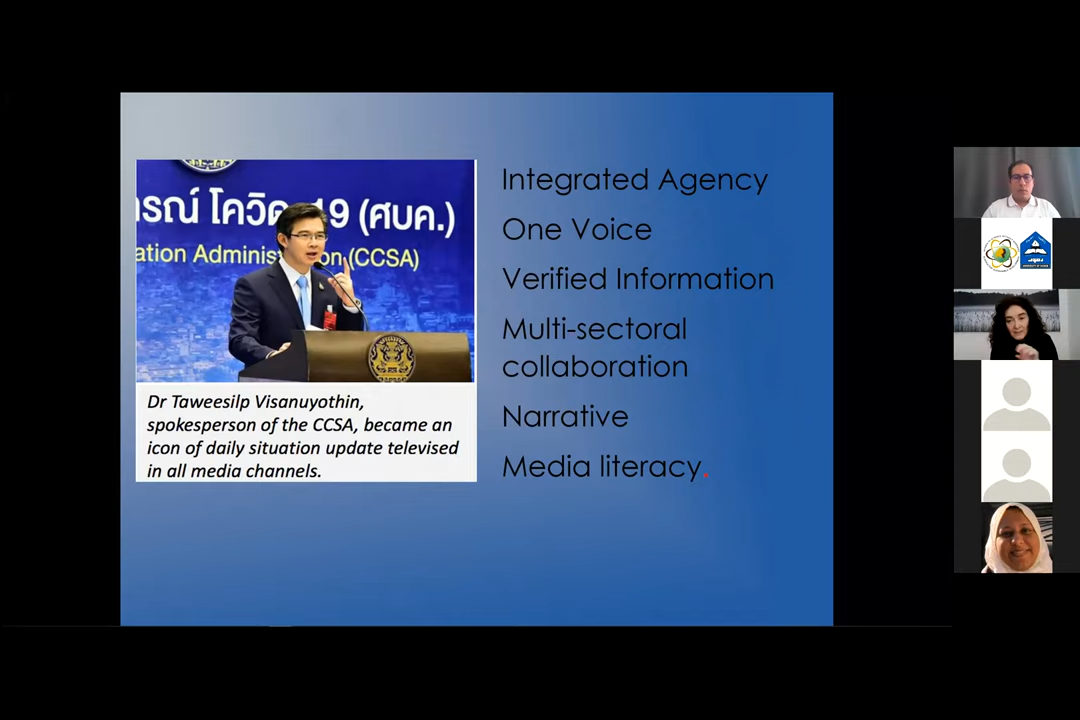 รณ์ โควิด-19 (ศบค.)
ation Administ on (CCSA)
Dr Taweesilp Visanuyothin,
spokesperson of the CCSA, became an
icon of daily situation update televised
in all media channels.
Integrated Agency
One Voice
Verified Information
Multi-sectoral
collaboration
Narrative
Media literacy.